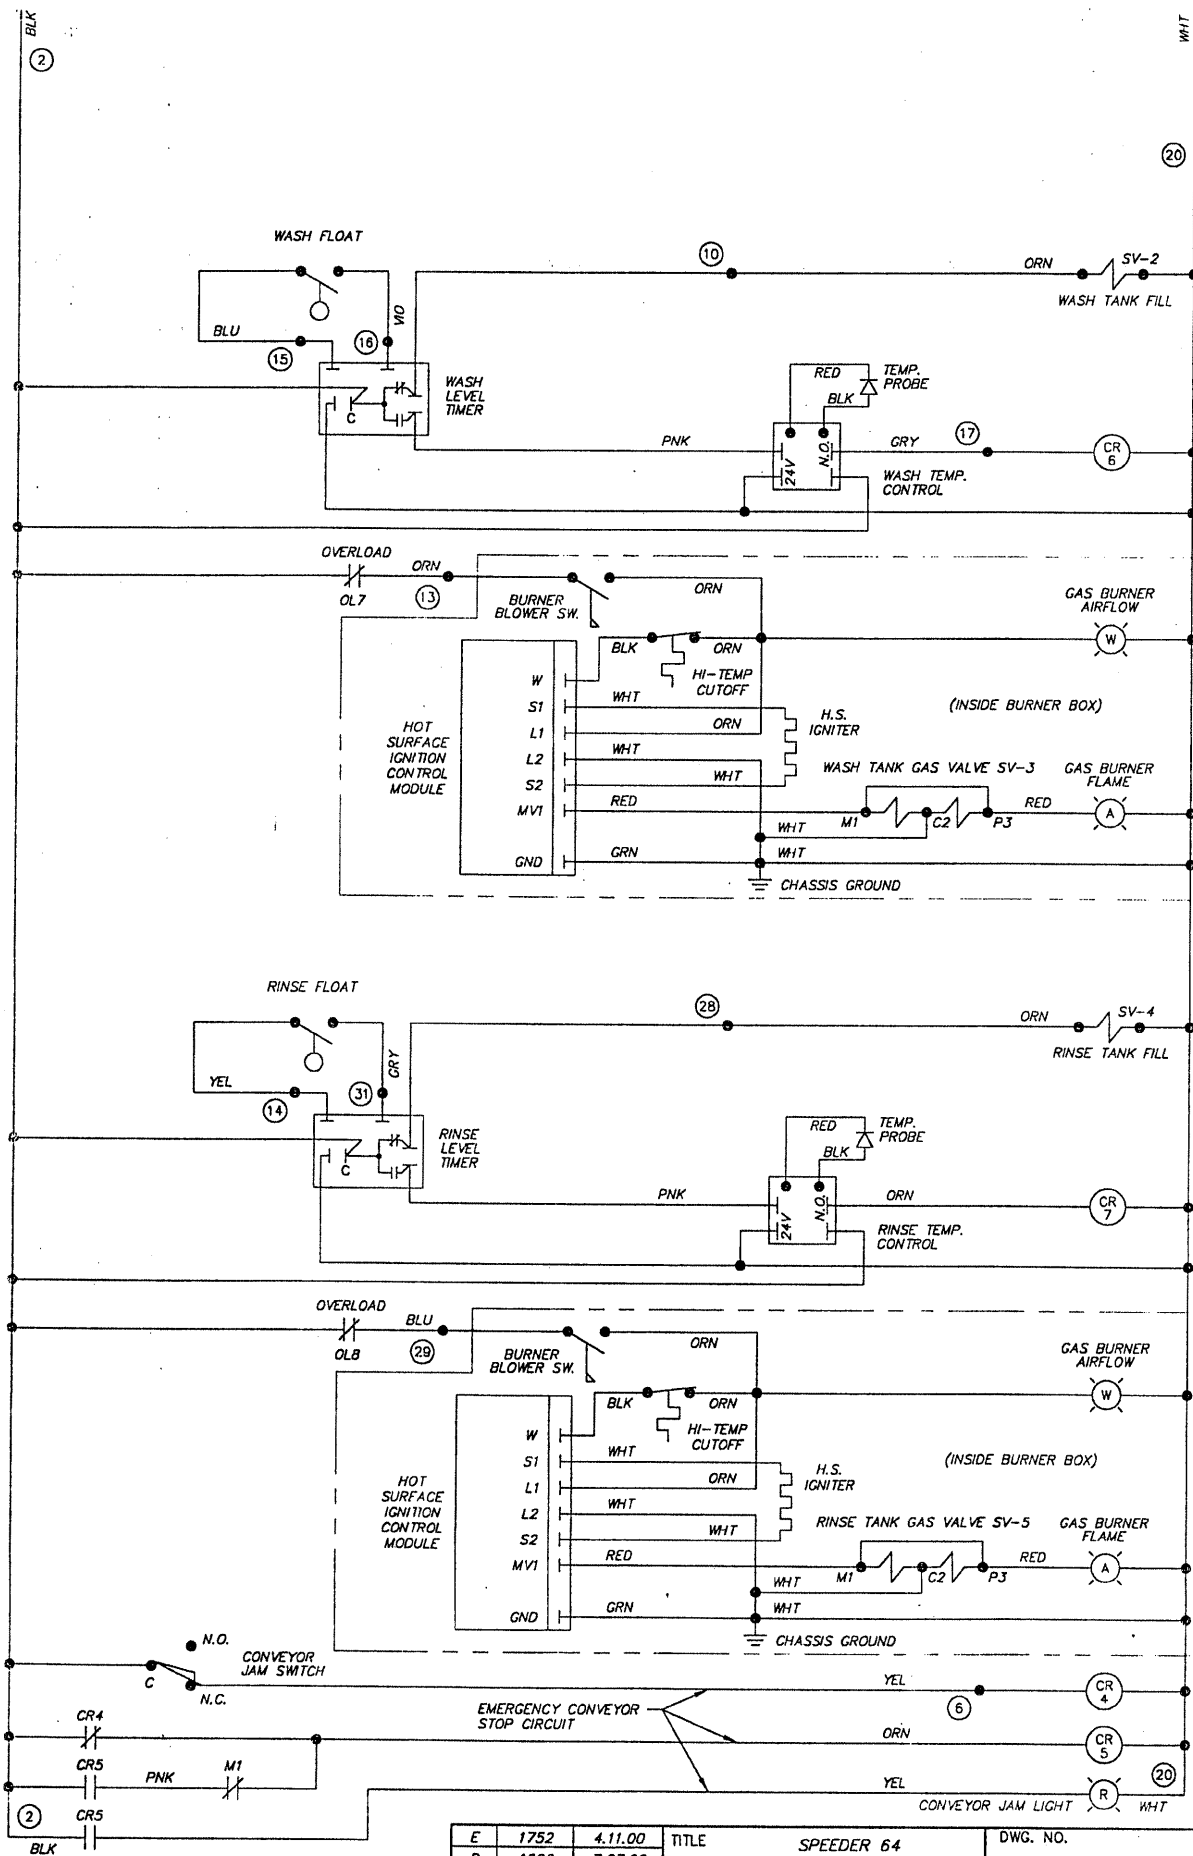 BLK
WHT
2
20
WASH FLOAT
10
ORN
SV-2
WASH TANK FILL
VIO
BLU
15
16
WASH
LEVEL
TIMER
C
RED
TEMP.
PROBE
BLK
PNK
24V
N.O.
GRY
17
CR
6
WASH TEMP.
CONTROL
OVERLOAD
ORN
OL7
13
BURNER
BLOWER SW.
ORN
GAS BURNER
AIRFLOW
W
BLK
ORN
HI-TEMP
CUTOFF
W
S1
L1
L2
S2
MV1
GND
HOT
SURFACE
IGNITION
CONTROL
MODULE
WHT
ORN
WHT
WHT
RED
GRN
H.S.
IGNITER
(INSIDE BURNER BOX)
WASH TANK GAS VALVE SV-3
GAS BURNER
FLAME
M1
C2
P3
RED
A
WHT
WHT
CHASSIS GROUND
RINSE FLOAT
28
ORN
SV-4
RINSE TANK FILL
GRY
YEL
14
31
RINSE
LEVEL
TIMER
C
RED
TEMP.
PROBE
BLK
PNK
24V
N.O.
ORN
CR
7
RINSE TEMP.
CONTROL
OVERLOAD
BLU
OL8
29
BURNER
BLOWER SW.
ORN
GAS BURNER
AIRFLOW
W
BLK
ORN
HI-TEMP
CUTOFF
W
S1
L1
L2
S2
MV1
GND
HOT
SURFACE
IGNITION
CONTROL
MODULE
WHT
ORN
WHT
WHT
RED
GRN
H.S.
IGNITER
(INSIDE BURNER BOX)
RINSE TANK GAS VALVE SV-5
GAS BURNER
FLAME
M1
C2
P3
RED
A
WHT
WHT
CHASSIS GROUND
N.O.
CONVEYOR
JAM SWITCH
C
N.C.
YEL
6
CR
4
EMERGENCY CONVEYOR
STOP CIRCUIT
CR4
ORN
CR
5
CR5
PNK
M1
YEL
20
CONVEYOR JAM LIGHT
R
WHT
2
CR5
BLK
E 1752 4.11.00 TITLE SPEEDER 64 DWG. NO.